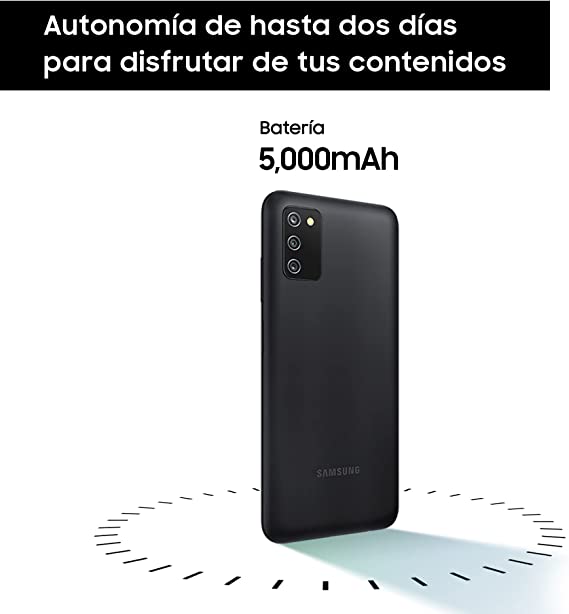 Autonomía de hasta dos días
para disfrutar de tus contenidos
Batería
5,000mAh
SAMSUNG